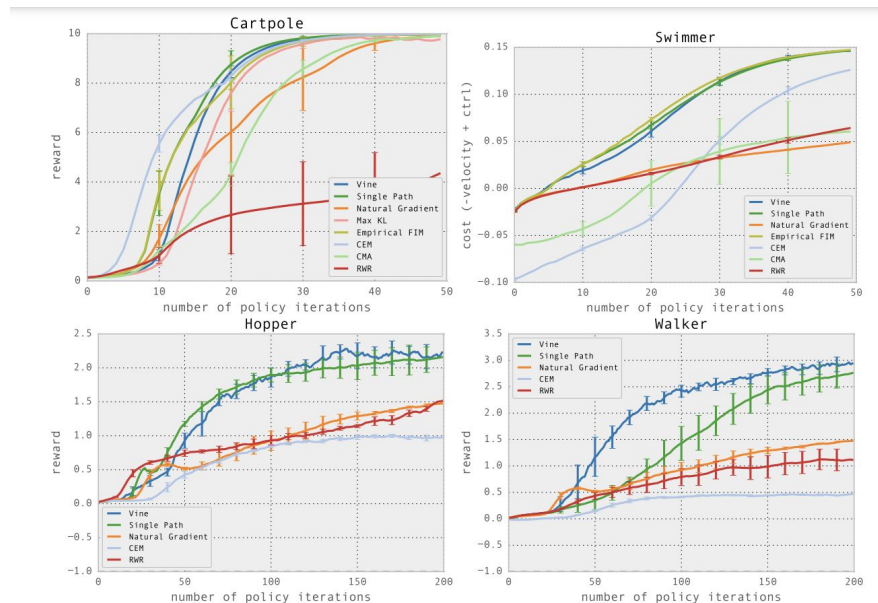 Cartpole
10
8
6
4
2
0
reward
Vine
Single Path
Natural Gradient
Max KL
Empirical FIM
CEM
CMA
RWR
0 10 20 30 40 50
number of policy iterations
Swimmer
0.15
0.10
0.05
0.00
−0.05
−0.10
cost (-velocity + ctrl)
Vine
Single Path
Natural Gradient
Empirical FIM
CEM
CMA
RWR
0 10 20 30 40 50
number of policy iterations
Hopper
2.5
2.0
1.5
1.0
0.5
0.0
−0.5
−1.0
reward
Vine
Single Path
Natural Gradient
CEM
RWR
0 50 100 150 200
number of policy iterations
Walker
3.5
3.0
2.5
2.0
1.5
1.0
0.5
0.0
−0.5
−1.0
reward
Vine
Single Path
Natural Gradient
CEM
RWR
0 50 100 150 200
number of policy iterations